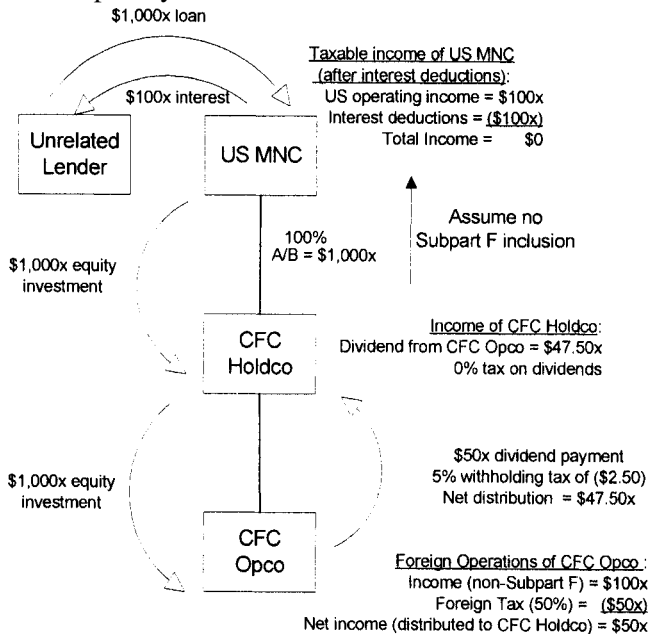 $1,000x loan
$100x interest
Taxable income of US MNC
(after interest deductions):
US operating income = $100x
Interest deductions = ($100x)
Total Income = $0
Unrelated
Lender
US MNC
Assume no
Subpart F inclusion
100%
A/B = $1,000x
$1,000x equity
investment
CFC
Holdco
Income of CFC Holdco:
Dividend from CFC Opco = $47.50x
0% tax on dividends
$50x dividend payment
5% withholding tax of ($2.50)
Net distribution = $47.50x
$1,000x equity
investment
CFC
Opco
Foreign Operations of CFC Opco :
Income (non-Subpart F) = $100x
Foreign Tax (50%) = ($50x)
Net income (distributed to CFC Holdco) = $50x